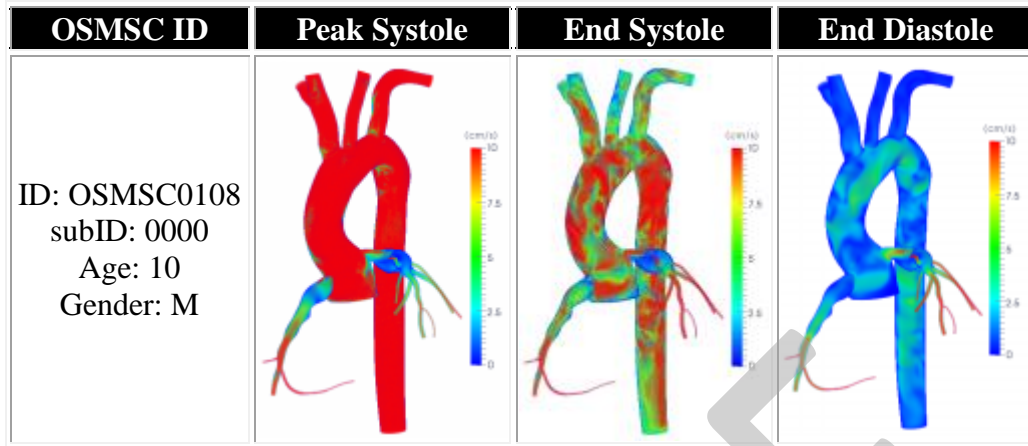 OSMSC ID
Peak Systole
End Systole
End Diastole
ID: OSMSC0108
subID: 0000
Age: 10
Gender: M
(cm/s)
10
7.5
5
2.5
0
(cm/s)
10
7.5
5
2.5
0
(cm/s)
10
7.5
5
2.5
0